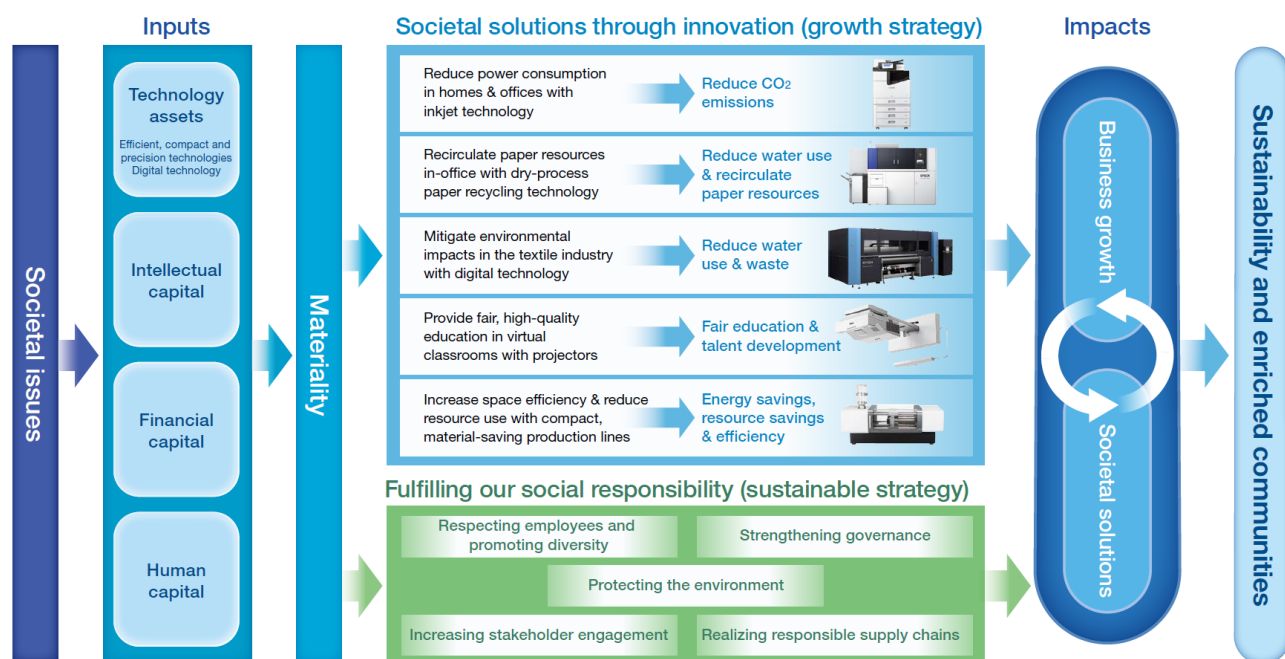 Inputs
Societal solutions through innovation (growth strategy)
Impacts
Societal issues
Technology
assets
Efficient, compact and
precision technologies
Digital technology
Intellectual
capital
Financial
capital
Human
capital
Materiality
Reduce power consumption
in homes & offices with
inkjet technology
Reduce CO₂
emissions
Recirculate paper resources
in-office with dry-process
paper recycling technology
Reduce water use
& recirculate
paper resources
EPSON
Mitigate environmental
impacts in the textile industry
with digital technology
Reduce water
use & waste
Provide fair, high-quality
education in virtual
classrooms with projectors
Fair education &
talent development
Increase space efficiency & reduce
resource use with compact,
material-saving production lines
Energy savings,
resource savings
& efficiency
Fulfilling our social responsibility (sustainable strategy)
Respecting employees and
promoting diversity
Strengthening governance
Protecting the environment
Increasing stakeholder engagement
Realizing responsible supply chains
Business growth
Societal solutions
Sustainability and enriched communities